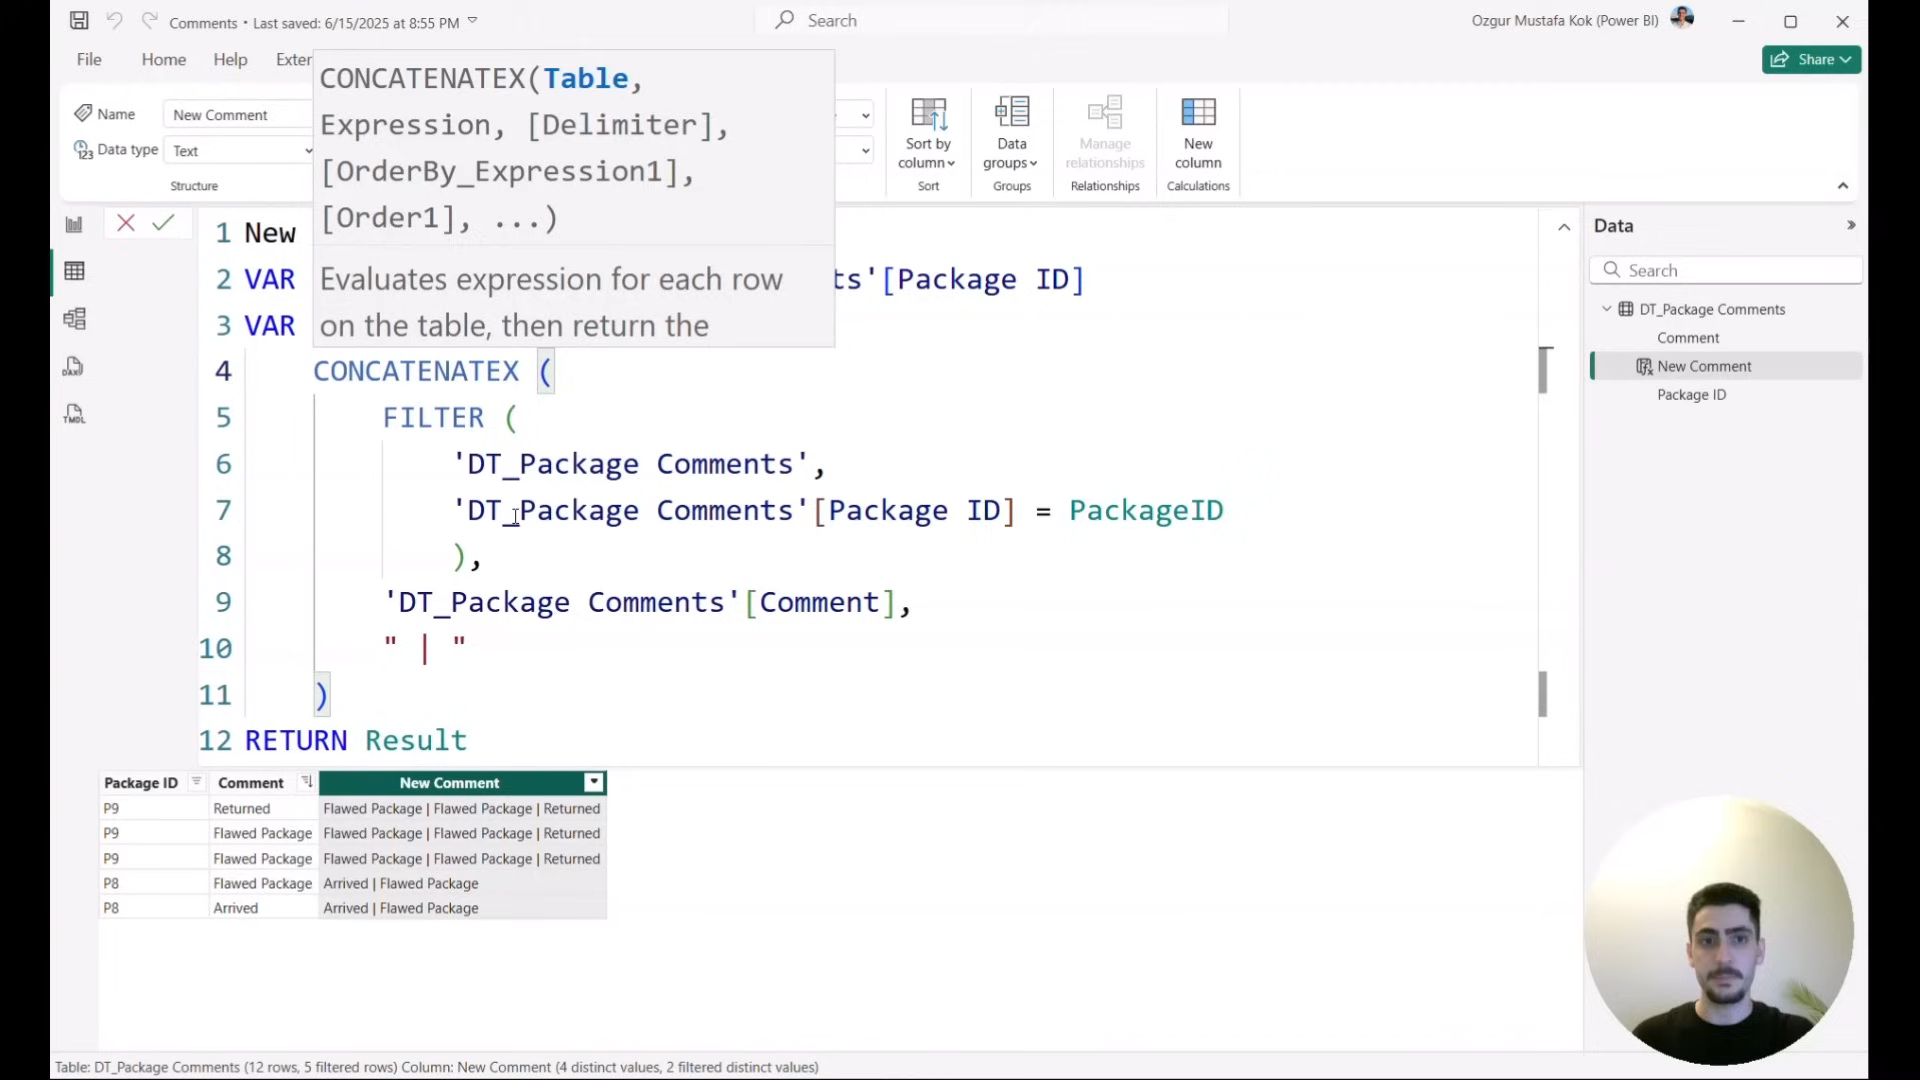 Comments • Last saved: 6/15/2025 at 8:55 PM
Search
Ozgur Mustafa Kok (Power BI)
File
Home
Help
Exter
Share
Name
New Comment
Data type
Text
Structure
Sort by
column
Sort
Data
groups
Groups
Manage
relationships
Relationships
New
column
Calculations
CONCATENATEX(Table,
Expression, [Delimiter],
[OrderBy_Expression1],
[Order1], ...)
Evaluates expression for each row
on the table, then return the
1 New
2 VAR ts'[Package ID]
3 VAR
4 CONCATENATEX (
5 FILTER (
6 'DT_Package Comments',
7 'DT_Package Comments'[Package ID] = PackageID
8 ),
9 'DT_Package Comments'[Comment],
10 " | "
11 )
12 RETURN Result
Data
Search
DT_Package Comments
Comment
New Comment
Package ID
Package ID Comment New Comment
P9 Returned Flawed Package | Flawed Package | Returned
P9 Flawed Package Flawed Package | Flawed Package | Returned
P9 Flawed Package Flawed Package | Flawed Package | Returned
P8 Flawed Package Arrived | Flawed Package
P8 Arrived Arrived | Flawed Package
Table: DT_Package Comments (12 rows, 5 filtered rows) Column: New Comment (4 distinct values, 2 filtered distinct values)